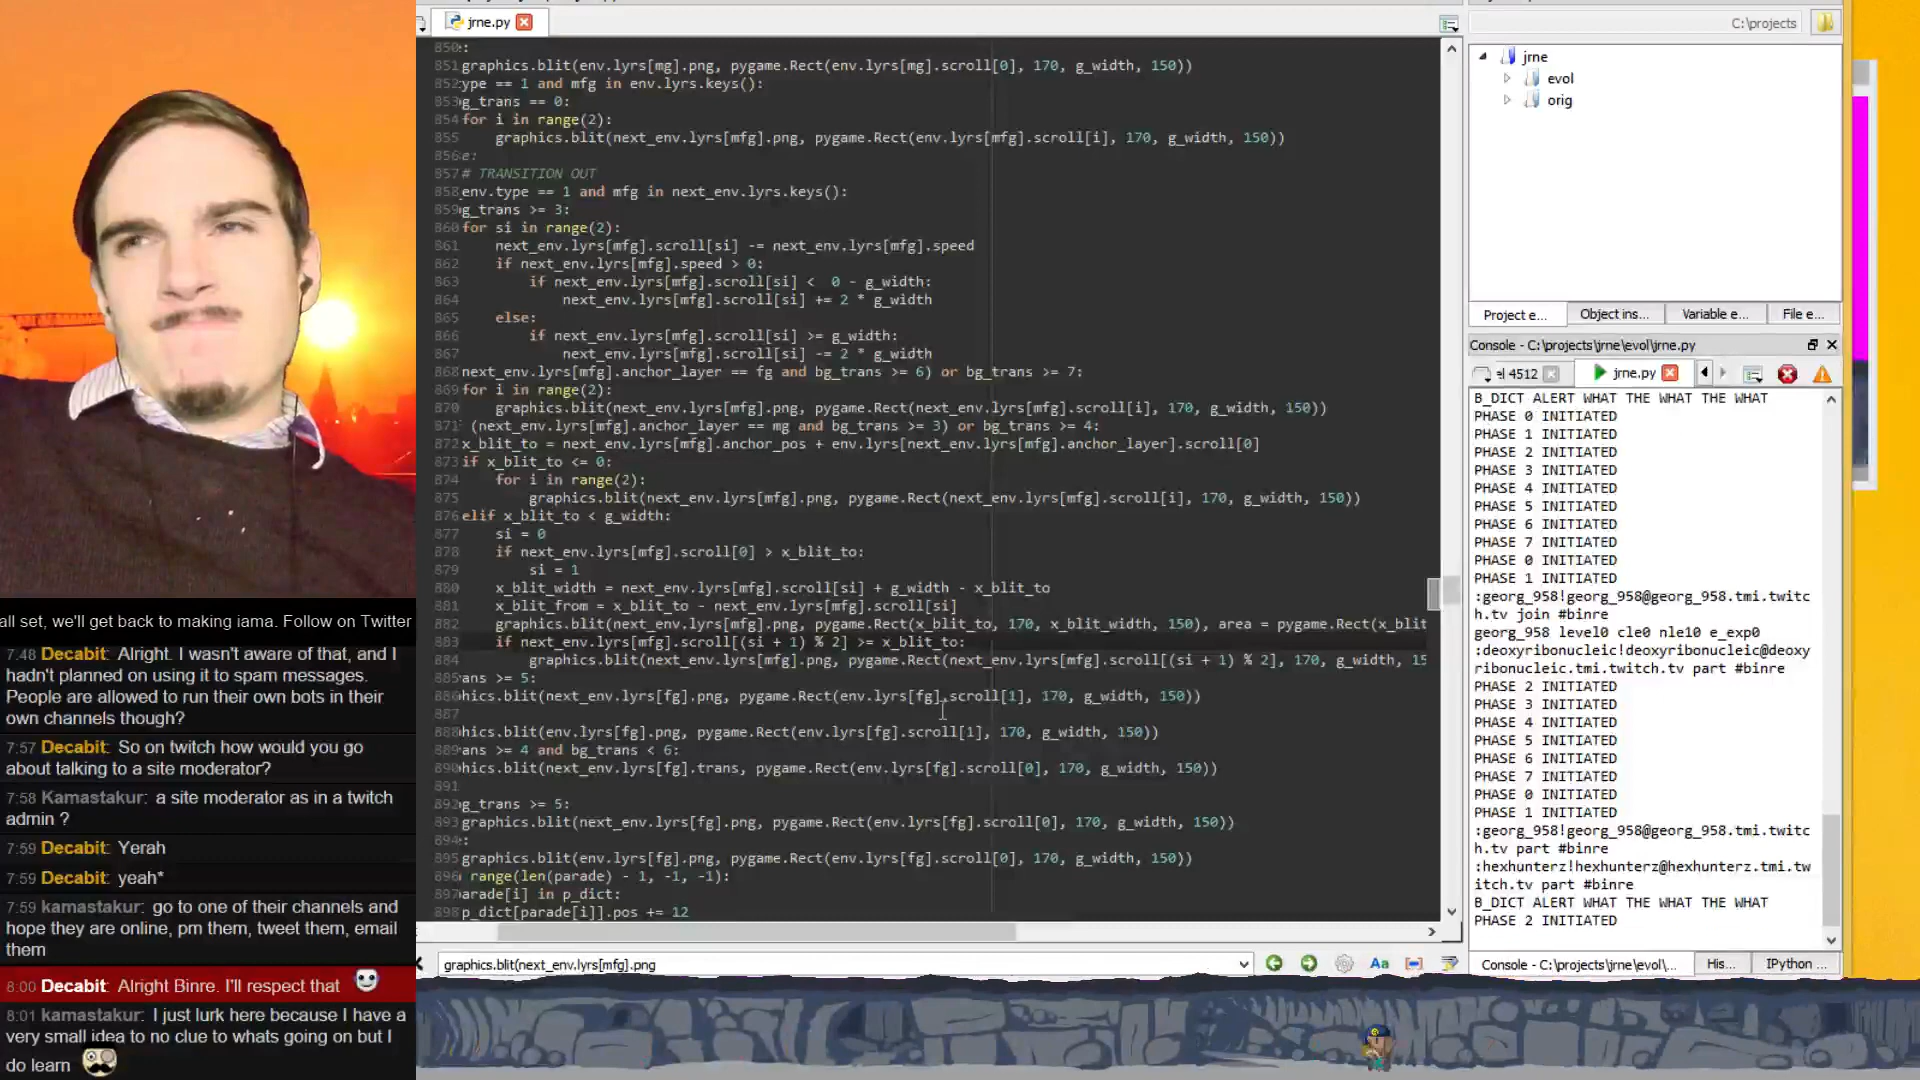 jrne.py
850 :
851 graphics.blit(env.lyrs[mg].png, pygame.Rect(env.lyrs[mg].scroll[0], 170, g_width, 150))
852 ype == 1 and mfg in env.lyrs.keys():
853 g_trans == 0:
854 for i in range(2):
855 graphics.blit(next_env.lyrs[mfg].png, pygame.Rect(env.lyrs[mfg].scroll[i], 170, g_width, 150))
856 e:
857 # TRANSITION OUT
858 env.type == 1 and mfg in next_env.lyrs.keys():
859 g_trans >= 3:
860 for si in range(2):
861 next_env.lyrs[mfg].scroll[si] -= next_env.lyrs[mfg].speed
862 if next_env.lyrs[mfg].speed > 0:
863 if next_env.lyrs[mfg].scroll[si] < 0 - g_width:
864 next_env.lyrs[mfg].scroll[si] += 2 * g_width
865 else:
866 if next_env.lyrs[mfg].scroll[si] >= g_width:
867 next_env.lyrs[mfg].scroll[si] -= 2 * g_width
868 next_env.lyrs[mfg].anchor_layer == fg and bg_trans >= 6) or bg_trans >= 7:
869 for i in range(2):
870 graphics.blit(next_env.lyrs[mfg].png, pygame.Rect(next_env.lyrs[mfg].scroll[i], 170, g_width, 150))
871 (next_env.lyrs[mfg].anchor_layer == mg and bg_trans >= 3) or bg_trans >= 4:
872 x_blit_to = next_env.lyrs[mfg].anchor_pos + env.lyrs[next_env.lyrs[mfg].anchor_layer].scroll[0]
873 if x_blit_to <= 0:
874 for i in range(2):
875 graphics.blit(next_env.lyrs[mfg].png, pygame.Rect(next_env.lyrs[mfg].scroll[i], 170, g_width, 150))
876 elif x_blit_to < g_width:
877 si = 0
878 if next_env.lyrs[mfg].scroll[0] > x_blit_to:
879 si = 1
880 x_blit_width = next_env.lyrs[mfg].scroll[si] + g_width - x_blit_to
881 x_blit_from = x_blit_to - next_env.lyrs[mfg].scroll[si]
882 graphics.blit(next_env.lyrs[mfg].png, pygame.Rect(x_blit_to, 170, x_blit_width, 150), area = pygame.Rect(x_blit
883 if next_env.lyrs[mfg].scroll[(si + 1) % 2] >= x_blit_to:
884 graphics.blit(next_env.lyrs[mfg].png, pygame.Rect(next_env.lyrs[mfg].scroll[(si + 1) % 2], 170, g_width, 15
885 ans >= 5:
886 hics.blit(next_env.lyrs[fg].png, pygame.Rect(env.lyrs[fg].scroll[1], 170, g_width, 150))
887
888 hics.blit(env.lyrs[fg].png, pygame.Rect(env.lyrs[fg].scroll[1], 170, g_width, 150))
889 ans >= 4 and bg_trans < 6:
890 hics.blit(next_env.lyrs[fg].trans, pygame.Rect(env.lyrs[fg].scroll[0], 170, g_width, 150))
891
892 g_trans >= 5:
893 graphics.blit(next_env.lyrs[fg].png, pygame.Rect(env.lyrs[fg].scroll[0], 170, g_width, 150))
894 :
895 graphics.blit(env.lyrs[fg].png, pygame.Rect(env.lyrs[fg].scroll[0], 170, g_width, 150))
896 range(len(parade) - 1, -1, -1):
897 arade[i] in p_dict:
898 p_dict[parade[i]].pos += 12
graphics.blit(next_env.lyrs[mfg].png
Aa
C:\projects
jrne
evol
orig
Project e... Object ins... Variable e... File e...
Console - C:\projects\jrne\evol\jrne.py
el 4512 jrne.py
B_DICT ALERT WHAT THE WHAT THE WHAT
PHASE 0 INITIATED
PHASE 1 INITIATED
PHASE 2 INITIATED
PHASE 3 INITIATED
PHASE 4 INITIATED
PHASE 5 INITIATED
PHASE 6 INITIATED
PHASE 7 INITIATED
PHASE 0 INITIATED
PHASE 1 INITIATED
:georg_958!georg_958@georg_958.tmi.twitc
h.tv join #binre
georg_958 level0 cle0 nle10 e_exp0
:deoxyribonucleic!deoxyribonucleic@deoxy
ribonucleic.tmi.twitch.tv part #binre
PHASE 2 INITIATED
PHASE 3 INITIATED
PHASE 4 INITIATED
PHASE 5 INITIATED
PHASE 6 INITIATED
PHASE 7 INITIATED
PHASE 0 INITIATED
PHASE 1 INITIATED
:georg_958!georg_958@georg_958.tmi.twitc
h.tv part #binre
:hexhunterz!hexhunterz@hexhunterz.tmi.tw
itch.tv part #binre
B_DICT ALERT WHAT THE WHAT THE WHAT
PHASE 2 INITIATED
Console - C:\projects\jrne\evol\... His... IPython ...
all set, we'll get back to making iama. Follow on Twitter
7:48 Decabit: Alright. I wasn't aware of that, and I
hadn't planned on using it to spam messages.
People are allowed to run their own bots in their
own channels though?
7:57 Decabit: So on twitch how would you go
about talking to a site moderator?
7:58 Kamastakur: a site moderator as in a twitch
admin ?
7:59 Decabit: Yerah
7:59 Decabit: yeah*
7:59 kamastakur: go to one of their channels and
hope they are online, pm them, tweet them, email
them
8:00 Decabit: Alright Binre. I'll respect that
8:01 kamastakur: I just lurk here because I have a
very small idea to no clue to whats going on but I
do learn